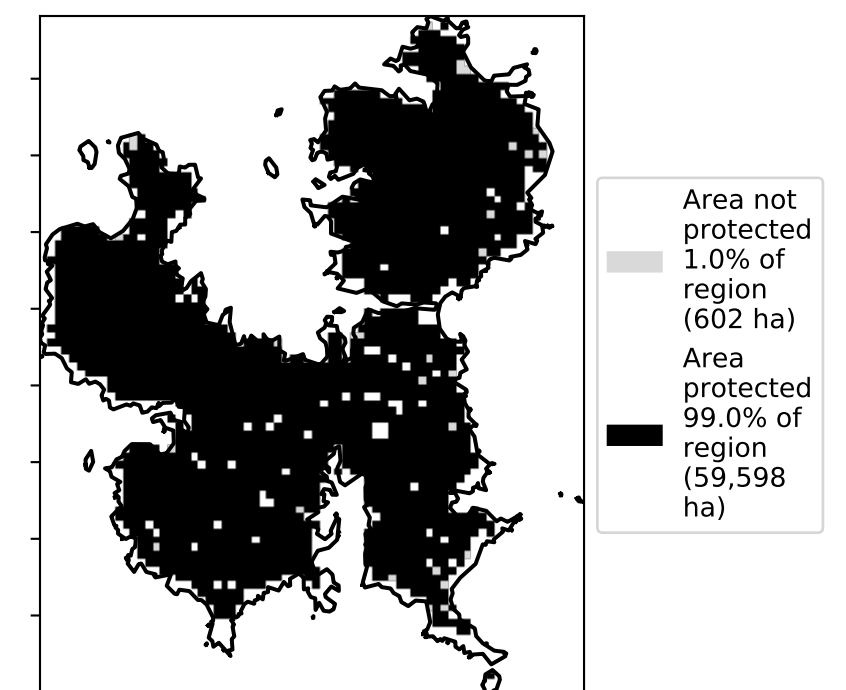 Area not
protected
1.0% of
region
(602 ha)
Area
protected
99.0% of
region
(59,598
ha)